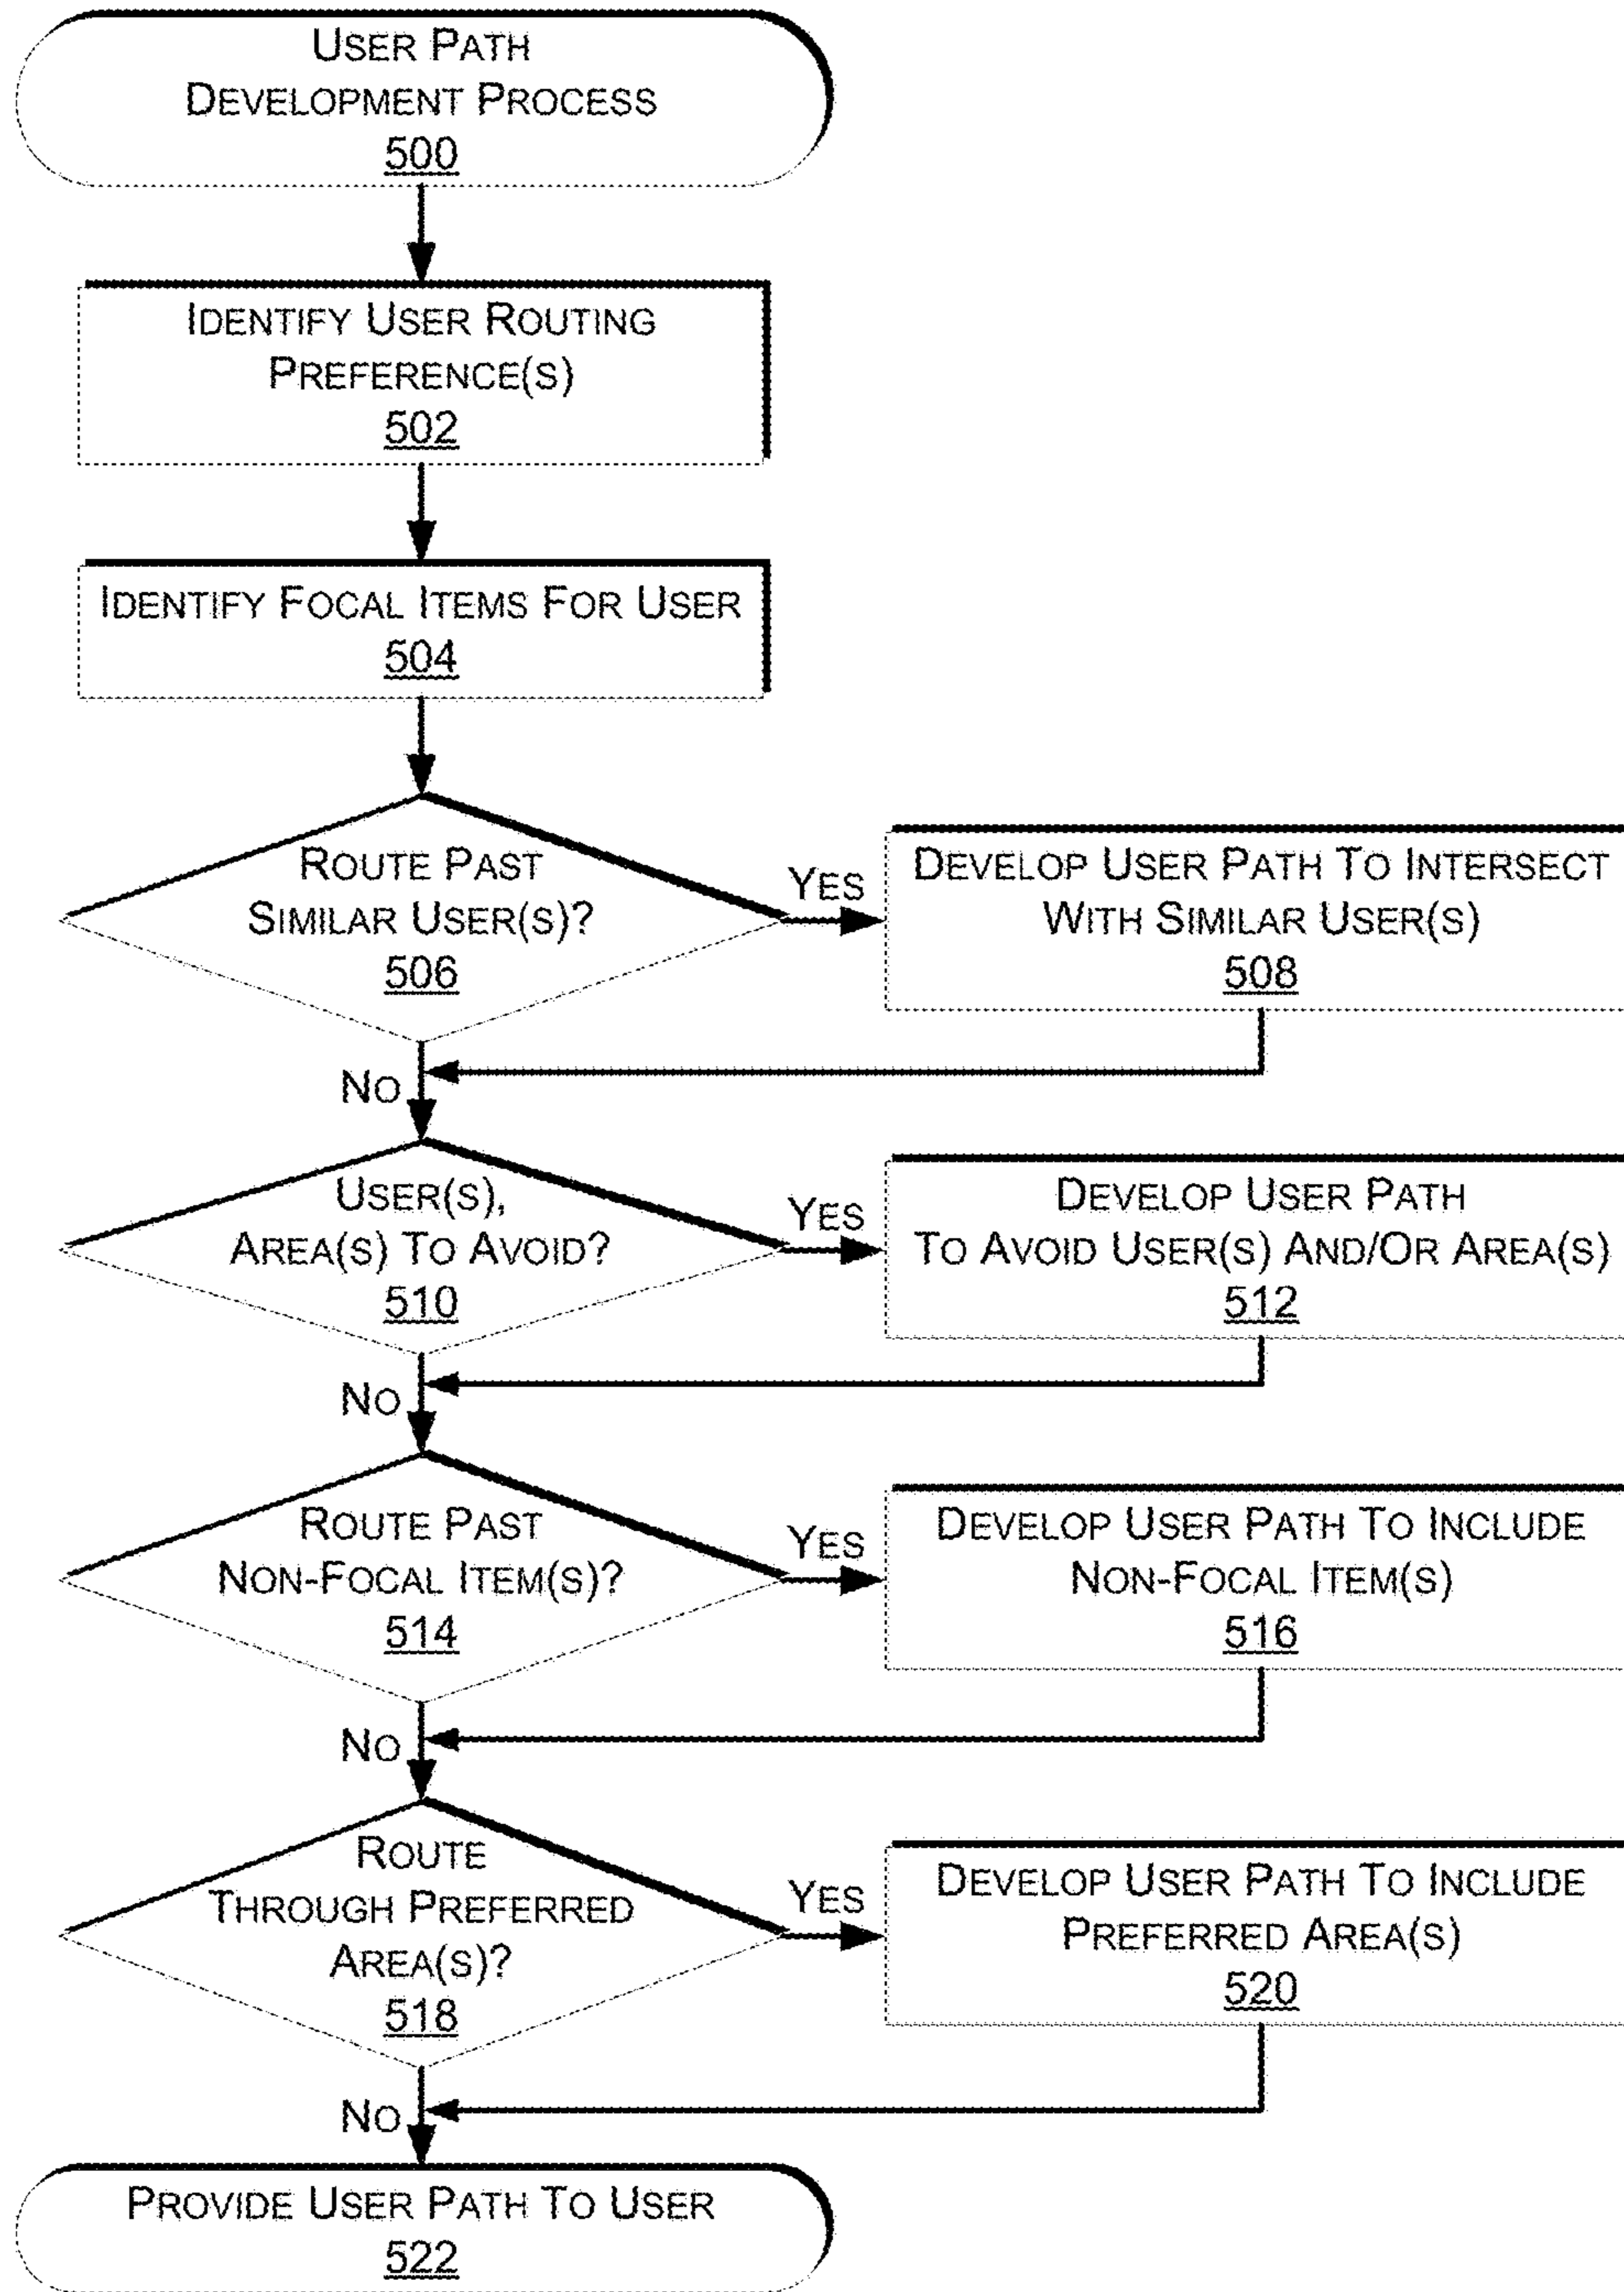 USER PATH
DEVELOPMENT PROCESS
500
IDENTIFY USER ROUTING
PREFERENCE(S)
502
IDENTIFY FOCAL ITEMS FOR USER
504
ROUTE PAST
SIMILAR USER(S)?
506
YES
DEVELOP USER PATH TO INTERSECT
WITH SIMILAR USER(S)
508
NO
USER(S),
AREA(S) TO AVOID?
510
YES
DEVELOP USER PATH
TO AVOID USER(S) AND/OR AREA(S)
512
NO
ROUTE PAST
NON-FOCAL ITEM(S)?
514
YES
DEVELOP USER PATH TO INCLUDE
NON-FOCAL ITEM(S)
516
NO
ROUTE
THROUGH PREFERRED
AREA(S)?
518
YES
DEVELOP USER PATH TO INCLUDE
PREFERRED AREA(S)
520
NO
PROVIDE USER PATH TO USER
522